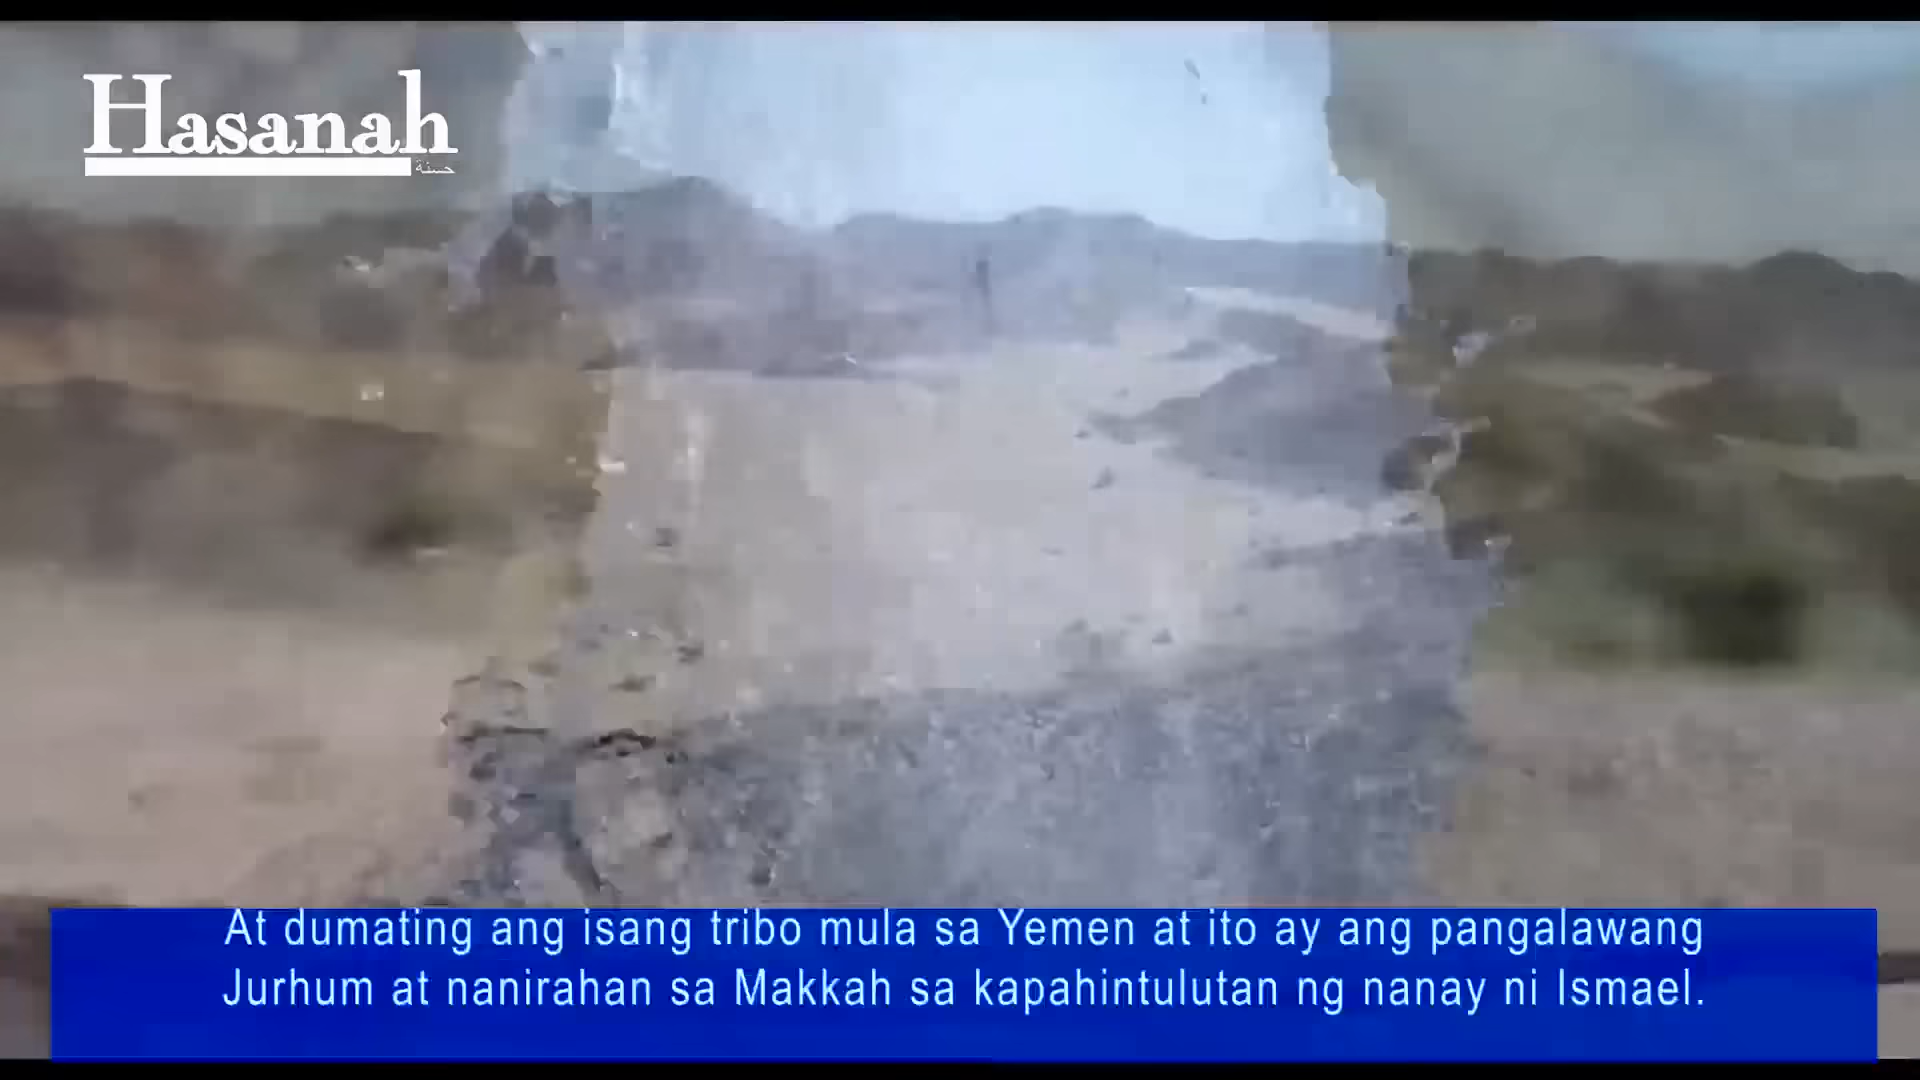 Hasanah
حسنة
At dumating ang isang tribo mula sa Yemen at ito ay ang pangalawang
Jurhum at nanirahan sa Makkah sa kapahintulutan ng nanay ni Ismael.